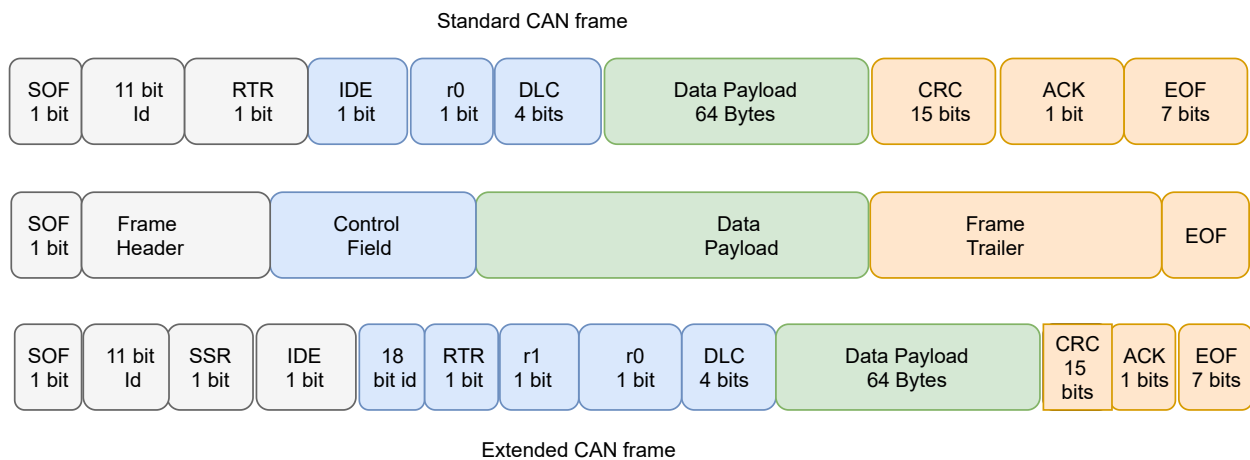 Standard CAN frame
SOF
1 bit
11 bit
Id
RTR
1 bit
IDE
1 bit
r0
1 bit
DLC
4 bits
Data Payload
64 Bytes
CRC
15 bits
ACK
1 bit
EOF
7 bits
SOF
1 bit
Frame
Header
Control
Field
Data
Payload
Frame
Trailer
EOF
SOF
1 bit
11 bit
Id
SSR
1 bit
IDE
1 bit
18
bit id
RTR
1 bit
r1
1 bit
r0
1 bit
DLC
4 bits
Data Payload
64 Bytes
CRC
15
bits
ACK
1 bits
EOF
7 bits
Extended CAN frame